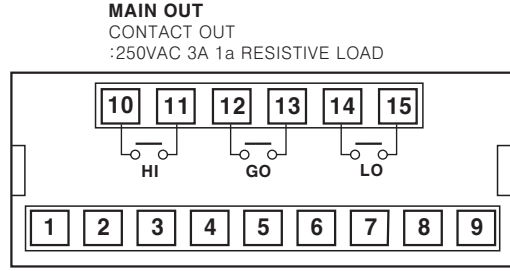 MAIN OUT
CONTACT OUT
:250VAC 3A 1a RESISTIVE LOAD
10 11 12 13 14 15
HI GO LO
1 2 3 4 5 6 7 8 9